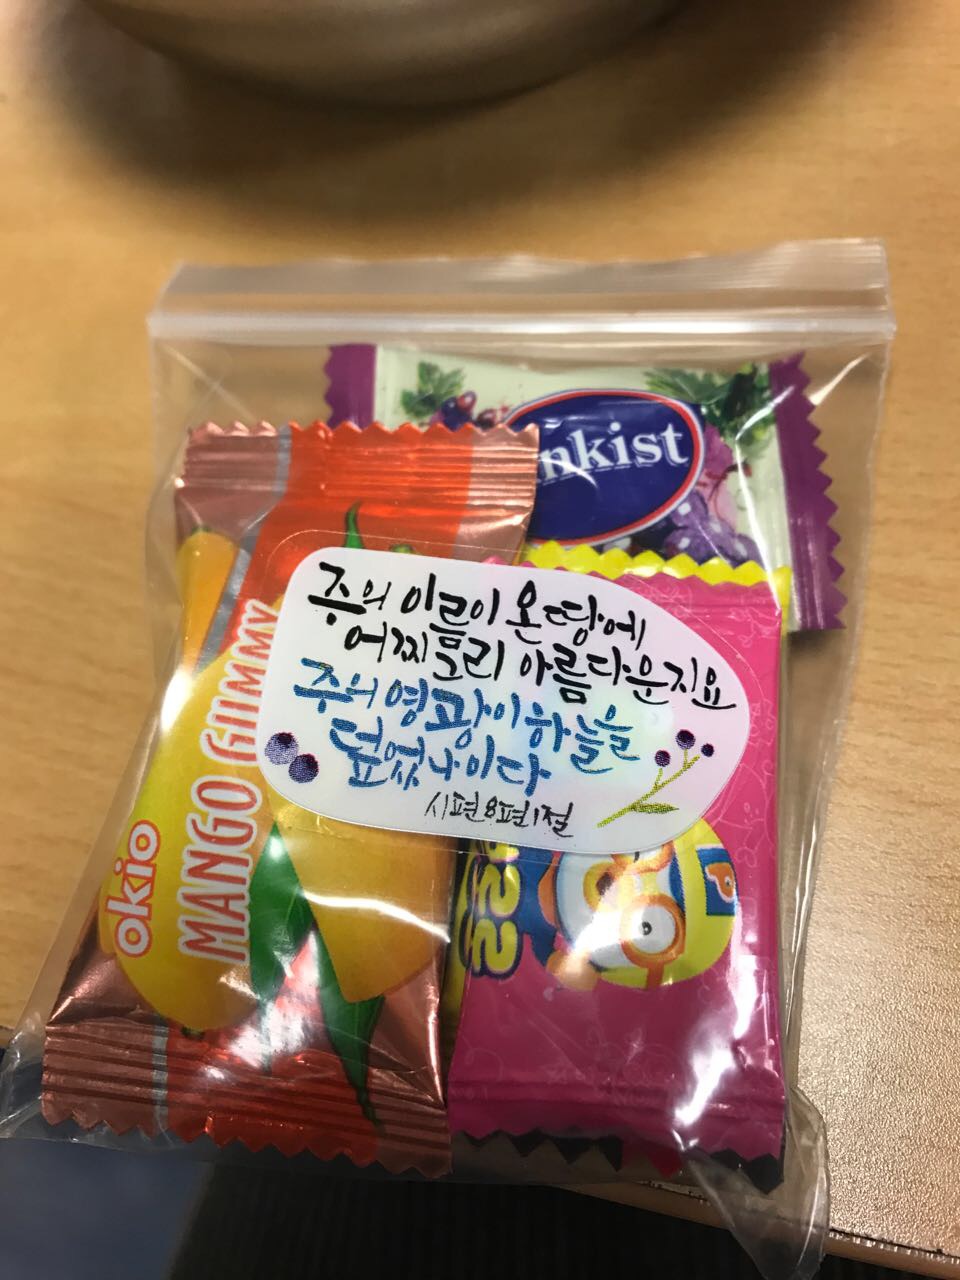 nkist
주의 이름이 온 땅에
어찌 그리 아름다운지요
주의 영광이 하늘을
덮었나이다
시편 8편 1절
okio
MANGO GUMMY
P